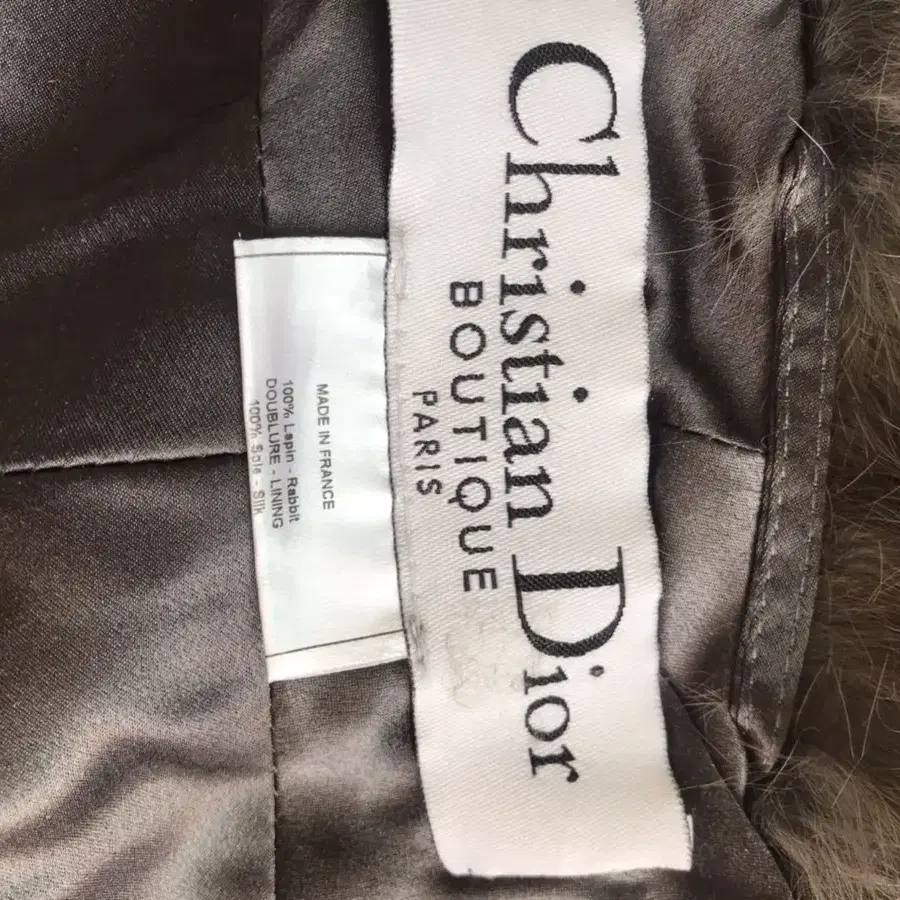 Christian Dior
BOUTIQUE
PARIS
MADE IN FRANCE
100% Lapin - Rabbit
DOUBLURE - LINING
100% Soie - Silk